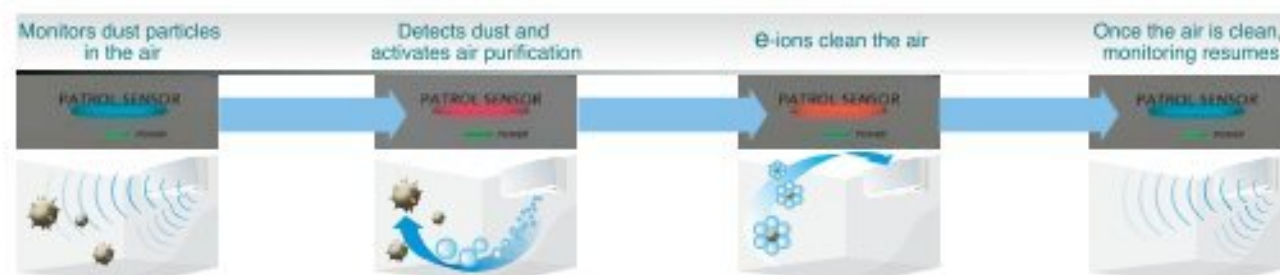 Monitors dust particles
in the air
Detects dust and
activates air purification
e-ions clean the air
Once the air is clean,
monitoring resumes
PATROL SENSOR
POWER
PATROL SENSOR
POWER
PATROL SENSOR
POWER
PATROL SENSOR
POWER